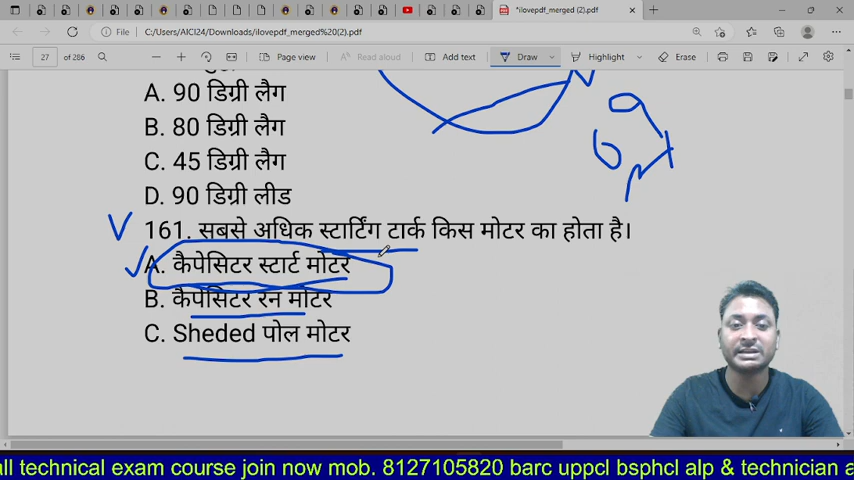 *ilovepdf_merged (2).pdf
File
C:/Users/AICI24/Downloads/ilovepdf_merged%20(2).pdf
27 of 286
Page view
Read aloud
Draw
Highlight
Erase
A. 90 डिग्री लैग
B. 80 डिग्री लैग
C. 45 डिग्री लैग
D. 90 डिग्री लीड
161. सबसे अधिक स्टार्टिंग टार्क किस मोटर का होता है।
A. कैपेसिटर स्टार्ट मोटर
B. कैपेसिटर रन मोटर
C. Sheded पोल मोटर
all technical exam course join now mob. 8127105820 barc uppcl bsphcl alp & technician a